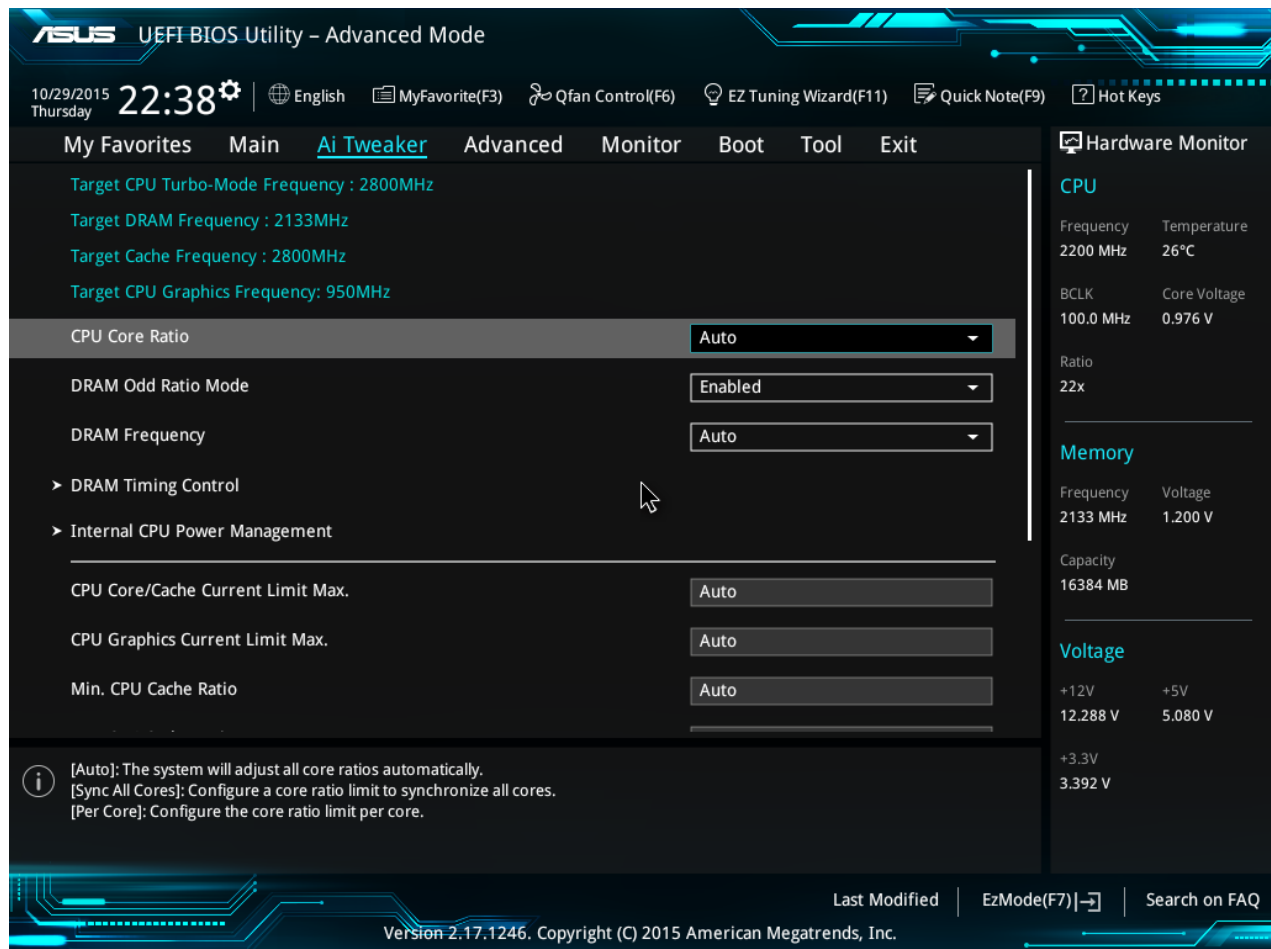 ASUS UEFI BIOS Utility – Advanced Mode
10/29/2015
Thursday
22:38
English
MyFavorite(F3)
Qfan Control(F6)
EZ Tuning Wizard(F11)
Quick Note(F9)
? Hot Keys
My Favorites Main Ai Tweaker Advanced Monitor Boot Tool Exit
Target CPU Turbo-Mode Frequency : 2800MHz
Target DRAM Frequency : 2133MHz
Target Cache Frequency : 2800MHz
Target CPU Graphics Frequency: 950MHz
CPU Core Ratio Auto
DRAM Odd Ratio Mode Enabled
DRAM Frequency Auto
> DRAM Timing Control
> Internal CPU Power Management
CPU Core/Cache Current Limit Max. Auto
CPU Graphics Current Limit Max. Auto
Min. CPU Cache Ratio Auto
[Auto]: The system will adjust all core ratios automatically.
[Sync All Cores]: Configure a core ratio limit to synchronize all cores.
[Per Core]: Configure the core ratio limit per core.
Hardware Monitor
CPU
Frequency Temperature
2200 MHz 26°C
BCLK Core Voltage
100.0 MHz 0.976 V
Ratio
22x
Memory
Frequency Voltage
2133 MHz 1.200 V
Capacity
16384 MB
Voltage
+12V +5V
12.288 V 5.080 V
+3.3V
3.392 V
Last Modified
EzMode(F7)
Search on FAQ
Version 2.17.1246. Copyright (C) 2015 American Megatrends, Inc.